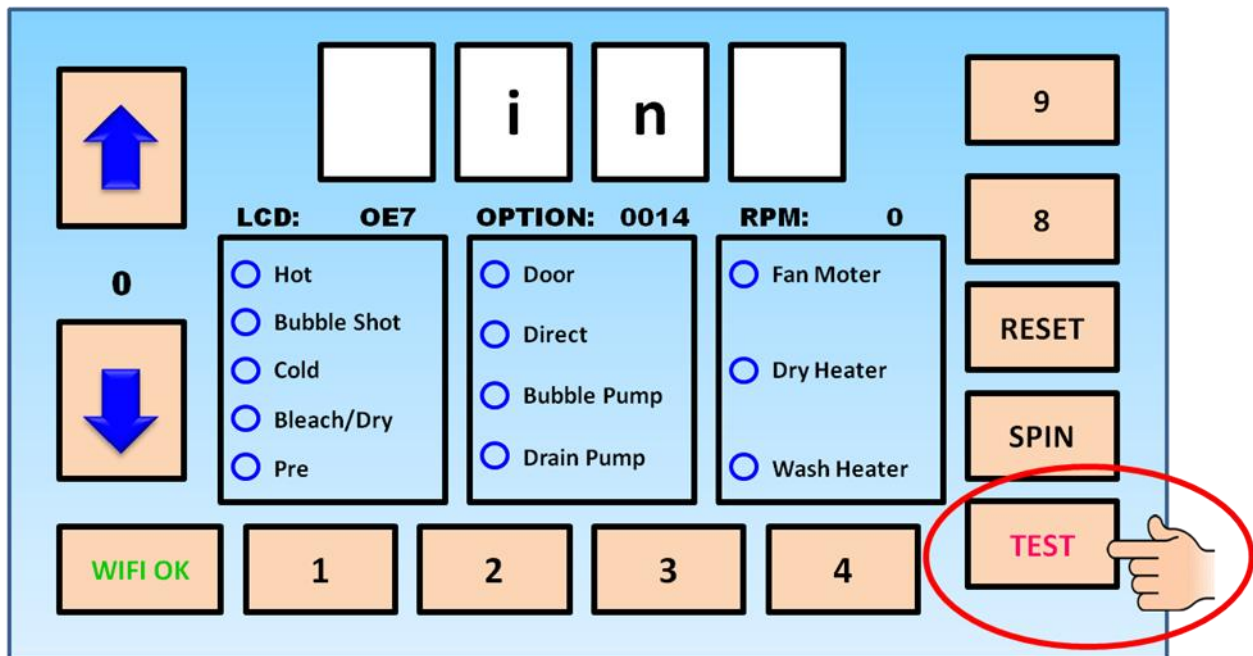 i n
9
LCD: OE7 OPTION: 0014 RPM: 0
8
0
Hot
Bubble Shot
Cold
Bleach/Dry
Pre
Door
Direct
Bubble Pump
Drain Pump
Fan Moter
Dry Heater
Wash Heater
RESET
SPIN
TEST
WIFI OK 1 2 3 4